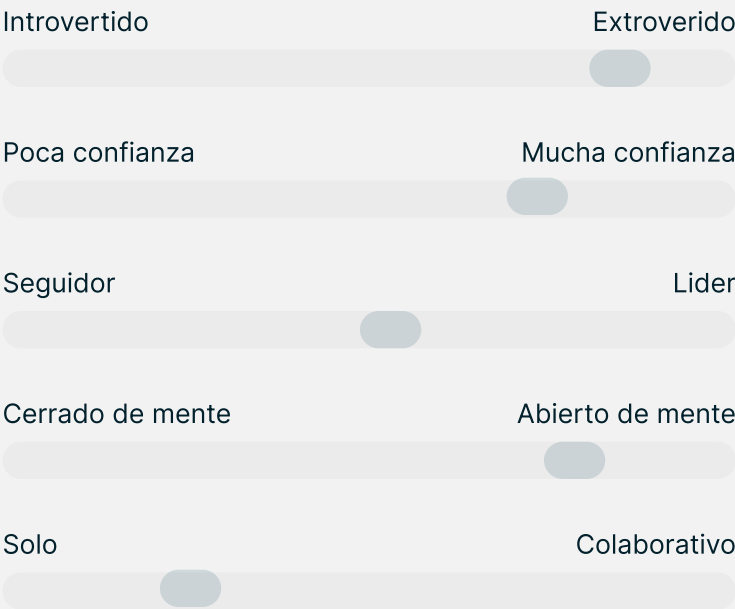 Introvertido Extroverido
Poca confianza Mucha confianza
Seguidor Lider
Cerrado de mente Abierto de mente
Solo Colaborativo